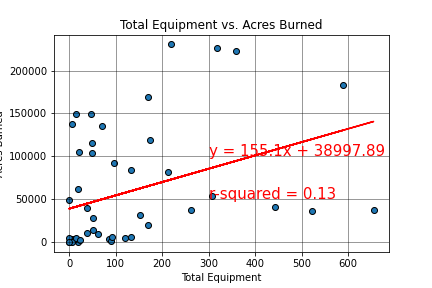 Total Equipment vs. Acres Burned
200000
150000
100000
50000
0
y = 155.1x + 38997.89
r-squared = 0.13
0 100 200 300 400 500 600
Total Equipment
Acres Burned